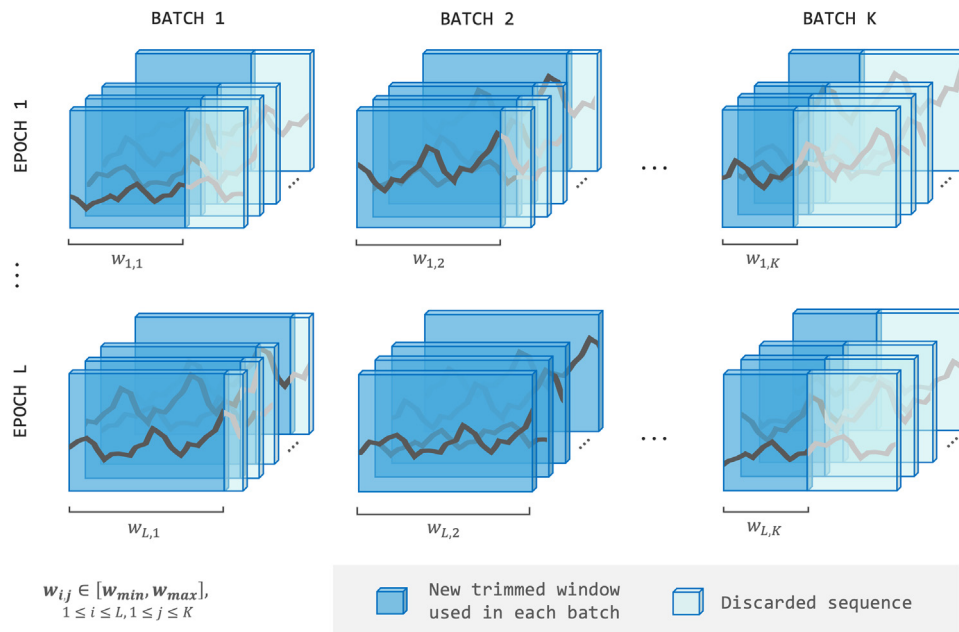 BATCH 1
BATCH 2
BATCH K
EPOCH 1
...
...
...
...
w1,1
w1,2
w1,K
...
EPOCH L
...
...
...
...
wL,1
wL,2
wL,K
wi,j ∈ [wmin, wmax],
1 ≤ i ≤ L, 1 ≤ j ≤ K
New trimmed window
used in each batch
Discarded sequence